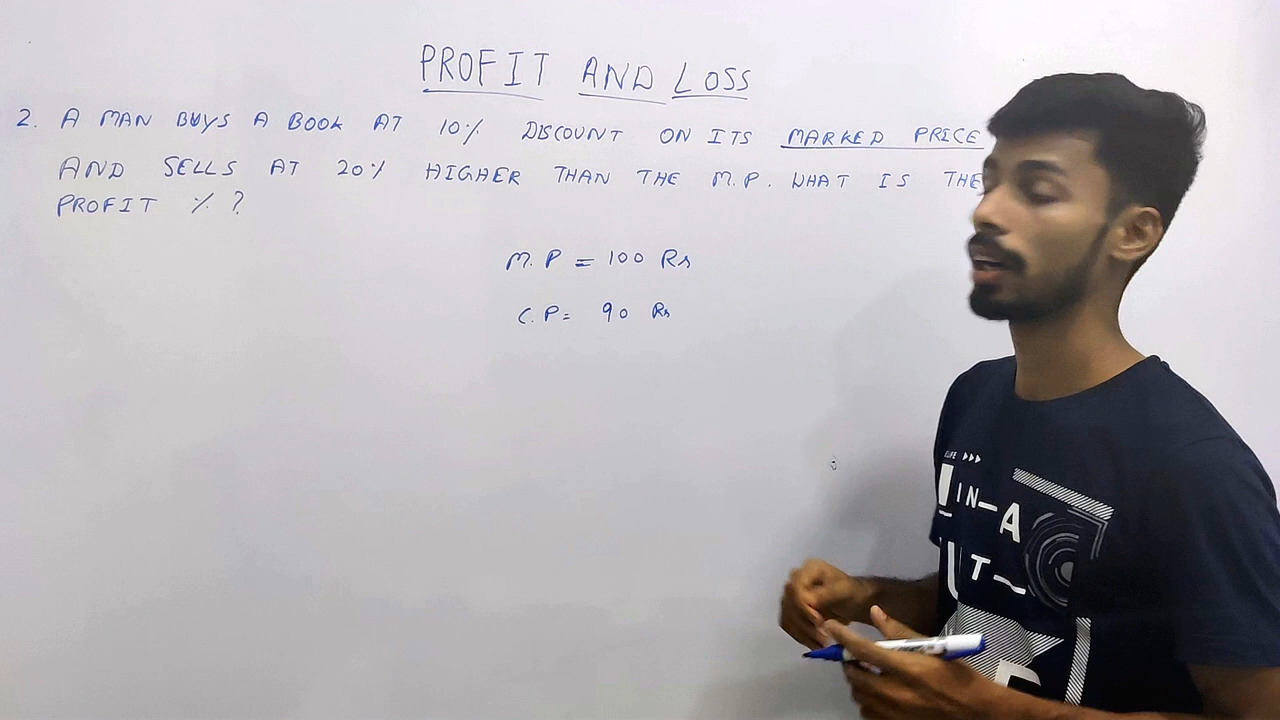 PROFIT AND LOSS
2. A MAN BUYS A BOOK AT 10% DISCOUNT ON ITS MARKED PRICE
AND SELLS AT 20% HIGHER THAN THE M.P. WHAT IS THE
PROFIT % ?
M.P = 100 Rs
C.P = 90 Rs
IN—A